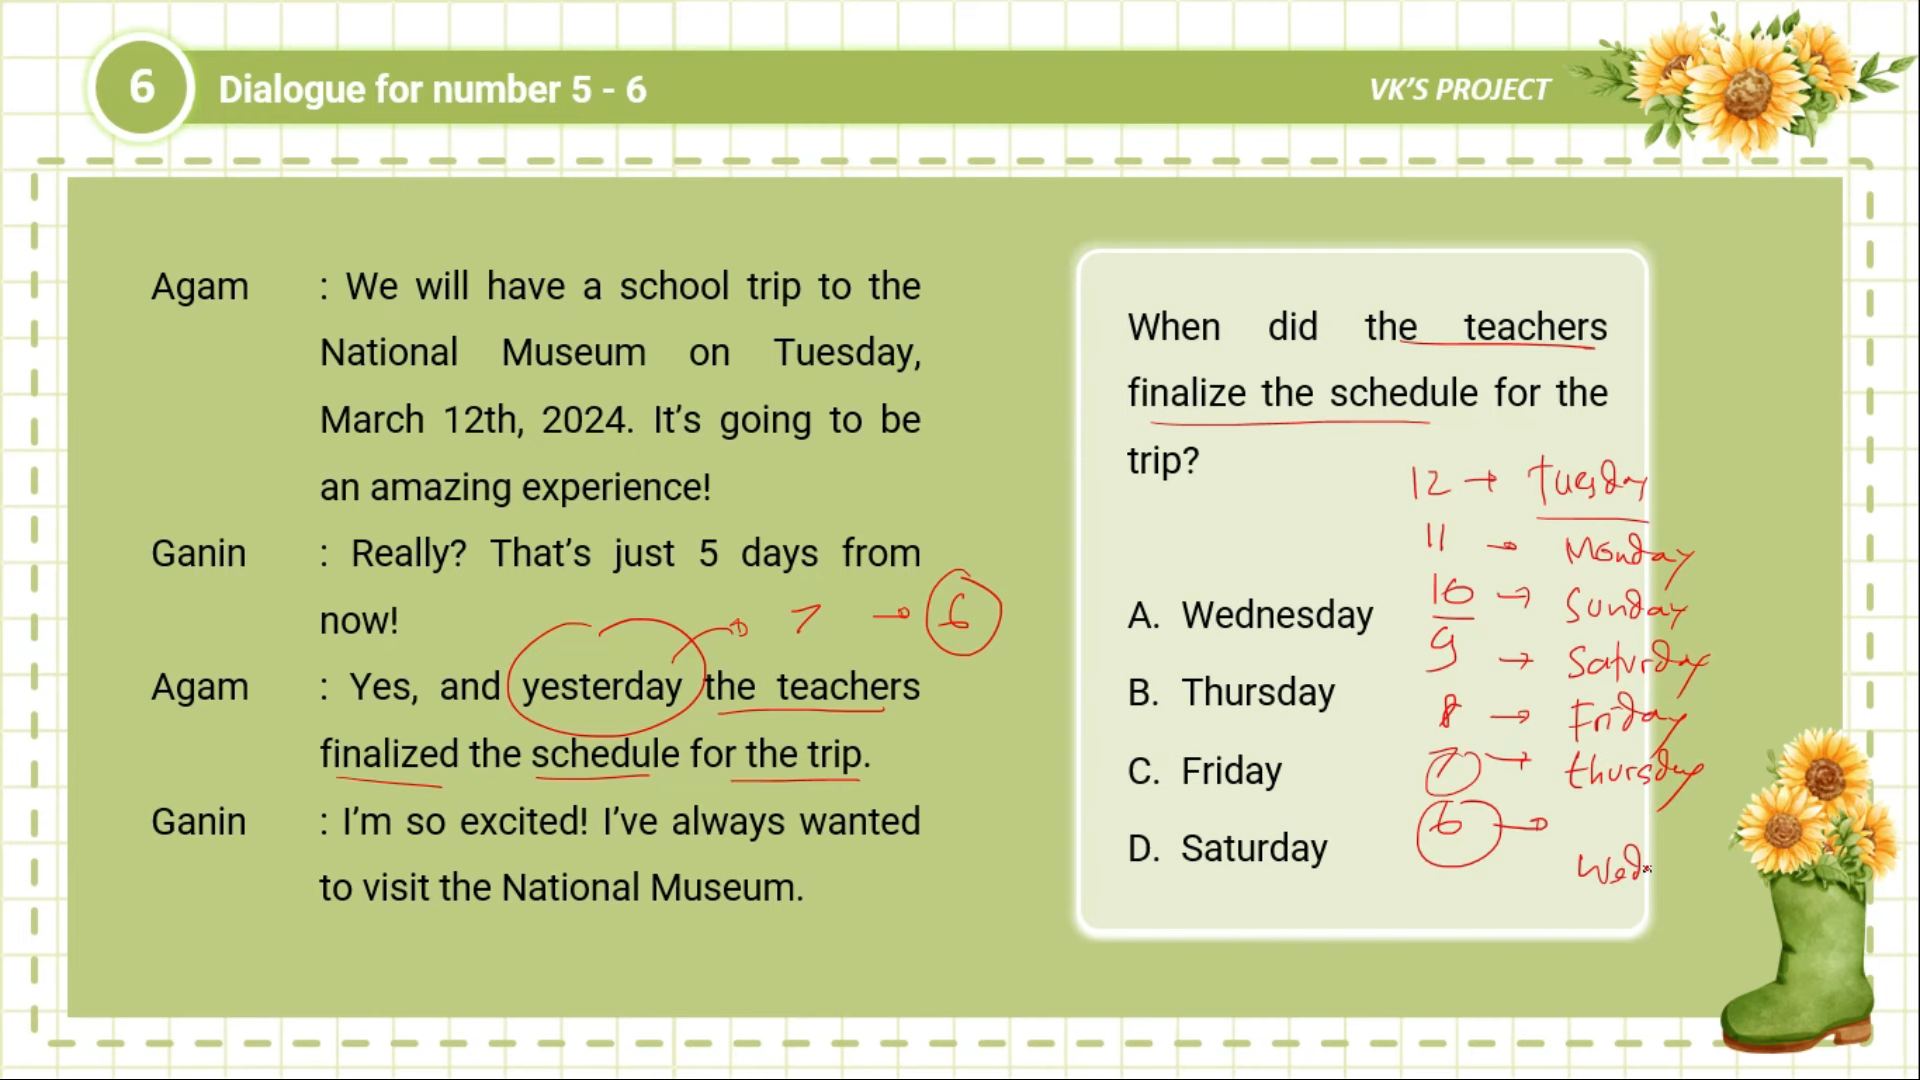 6
Dialogue for number 5 - 6
VK'S PROJECT
Agam : We will have a school trip to the
National Museum on Tuesday,
March 12th, 2024. It's going to be
an amazing experience!
Ganin : Really? That's just 5 days from
now!
7 → 6
Agam : Yes, and yesterday the teachers
finalized the schedule for the trip.
Ganin : I'm so excited! I've always wanted
to visit the National Museum.
When did the teachers
finalize the schedule for the
trip?
A. Wednesday
B. Thursday
C. Friday
D. Saturday
12 → Tuesday
11 → Monday
10 → Sunday
9 → Saturday
8 → Friday
7 → thursday
6 →
Wed